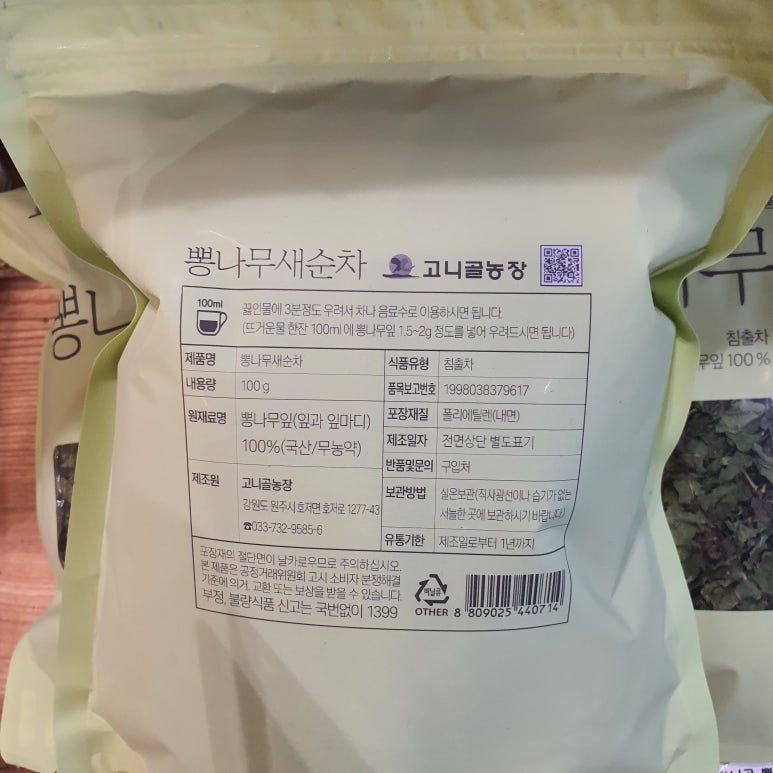 뽕나무새순차 고니골농장
100ml
끓인물에 3분정도 우려서 차나 음료수로 이용하시면 됩니다.
(뜨거운물 한잔 100ml 에 뽕나무잎 1.5~2g 정도를 넣어 우려드시면 됩니다)
제품명 뽕나무새순차
내용량 100 g
원재료명 뽕나무잎(잎과 잎마디)
100%(국산/무농약)
제조원 고니골농장
강원도 원주시 호저면 호저로 1277-43
☎033-732-9585-6
식품유형 침출차
품목보고번호 1998038379617
포장재질 폴리에틸렌(내면)
제조일자 전면상단 별도표기
반품및문의 구입처
보관방법 실온보관(직사광선이나 습기가 없는
서늘한 곳에 보관하시기 바랍니다)
유통기한 제조일로부터 1년까지
포장재의 절단면이 날카로우므로 주의하십시오.
본 제품은 공정거래위원회 고시 소비자 분쟁해결
기준에 의거, 교환 또는 보상을 받을 수 있습니다.
부정, 불량식품 신고는 국번없이 1399
비닐류
OTHER
8 809025 440714
뽕나
무
침출차
무잎 100 %